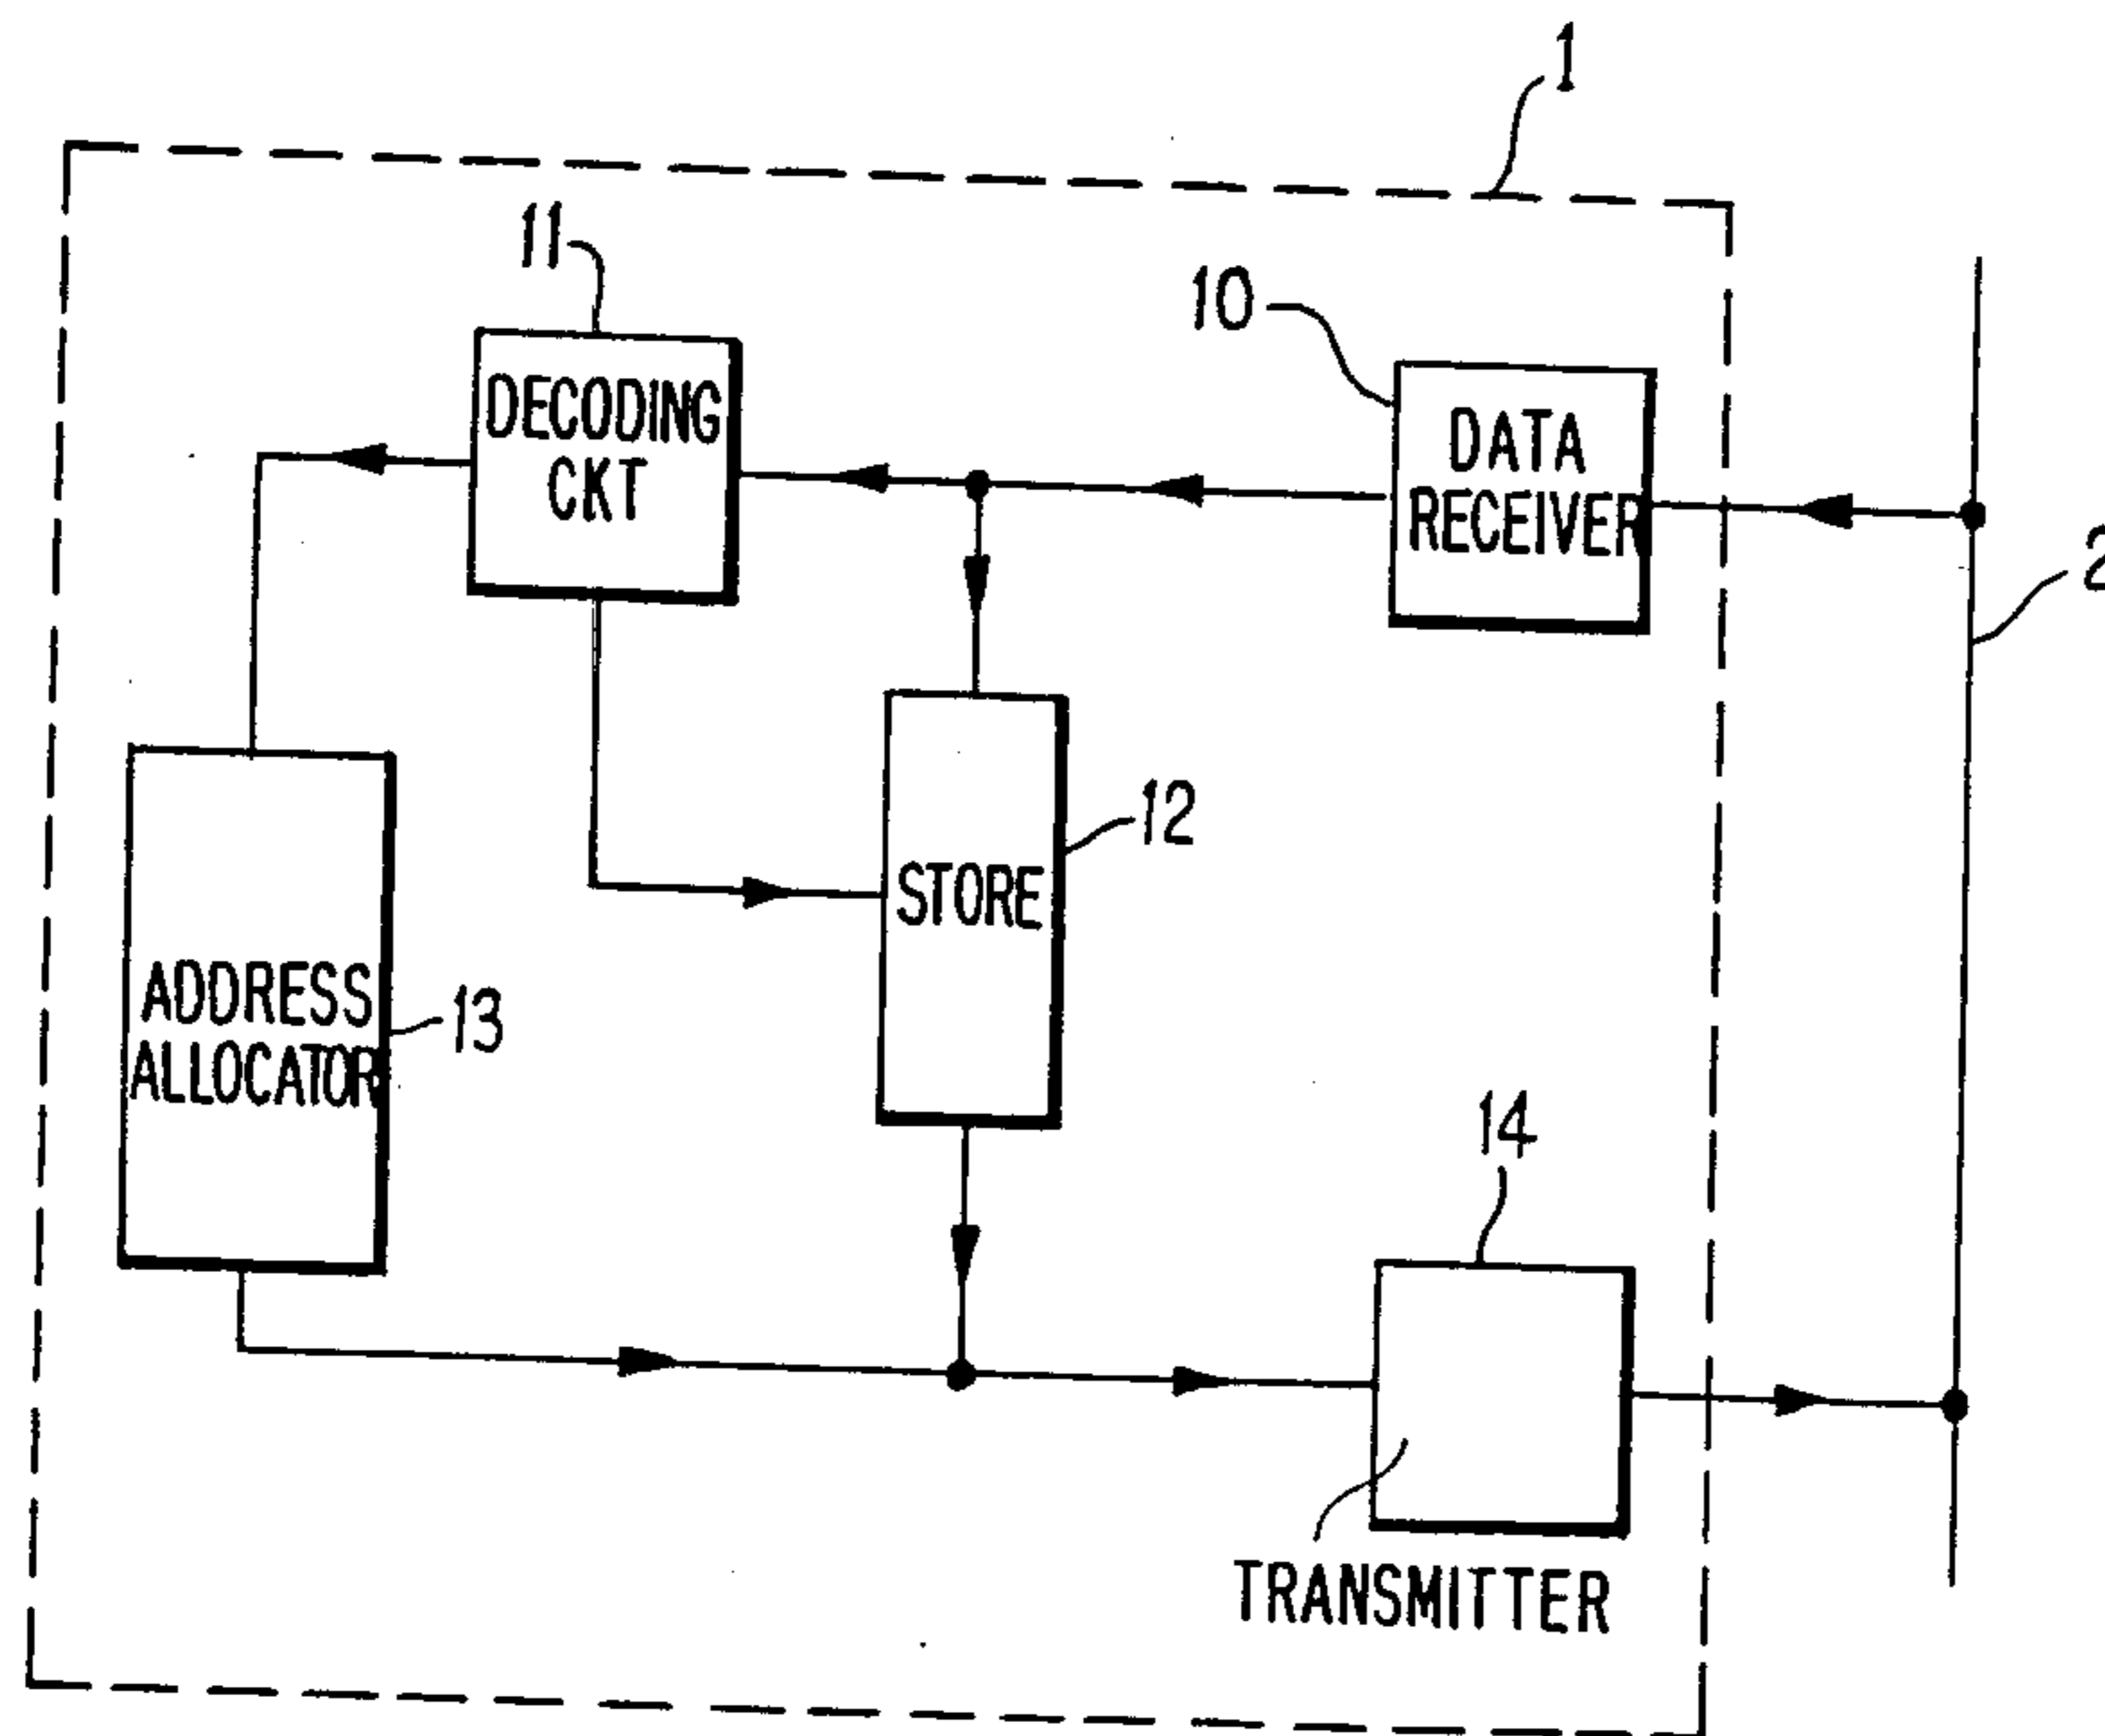 1
11
10
DECODING
CKT
DATA
RECEIVER
2
12
STORE
ADDRESS
ALLOCATOR
13
14
TRANSMITTER